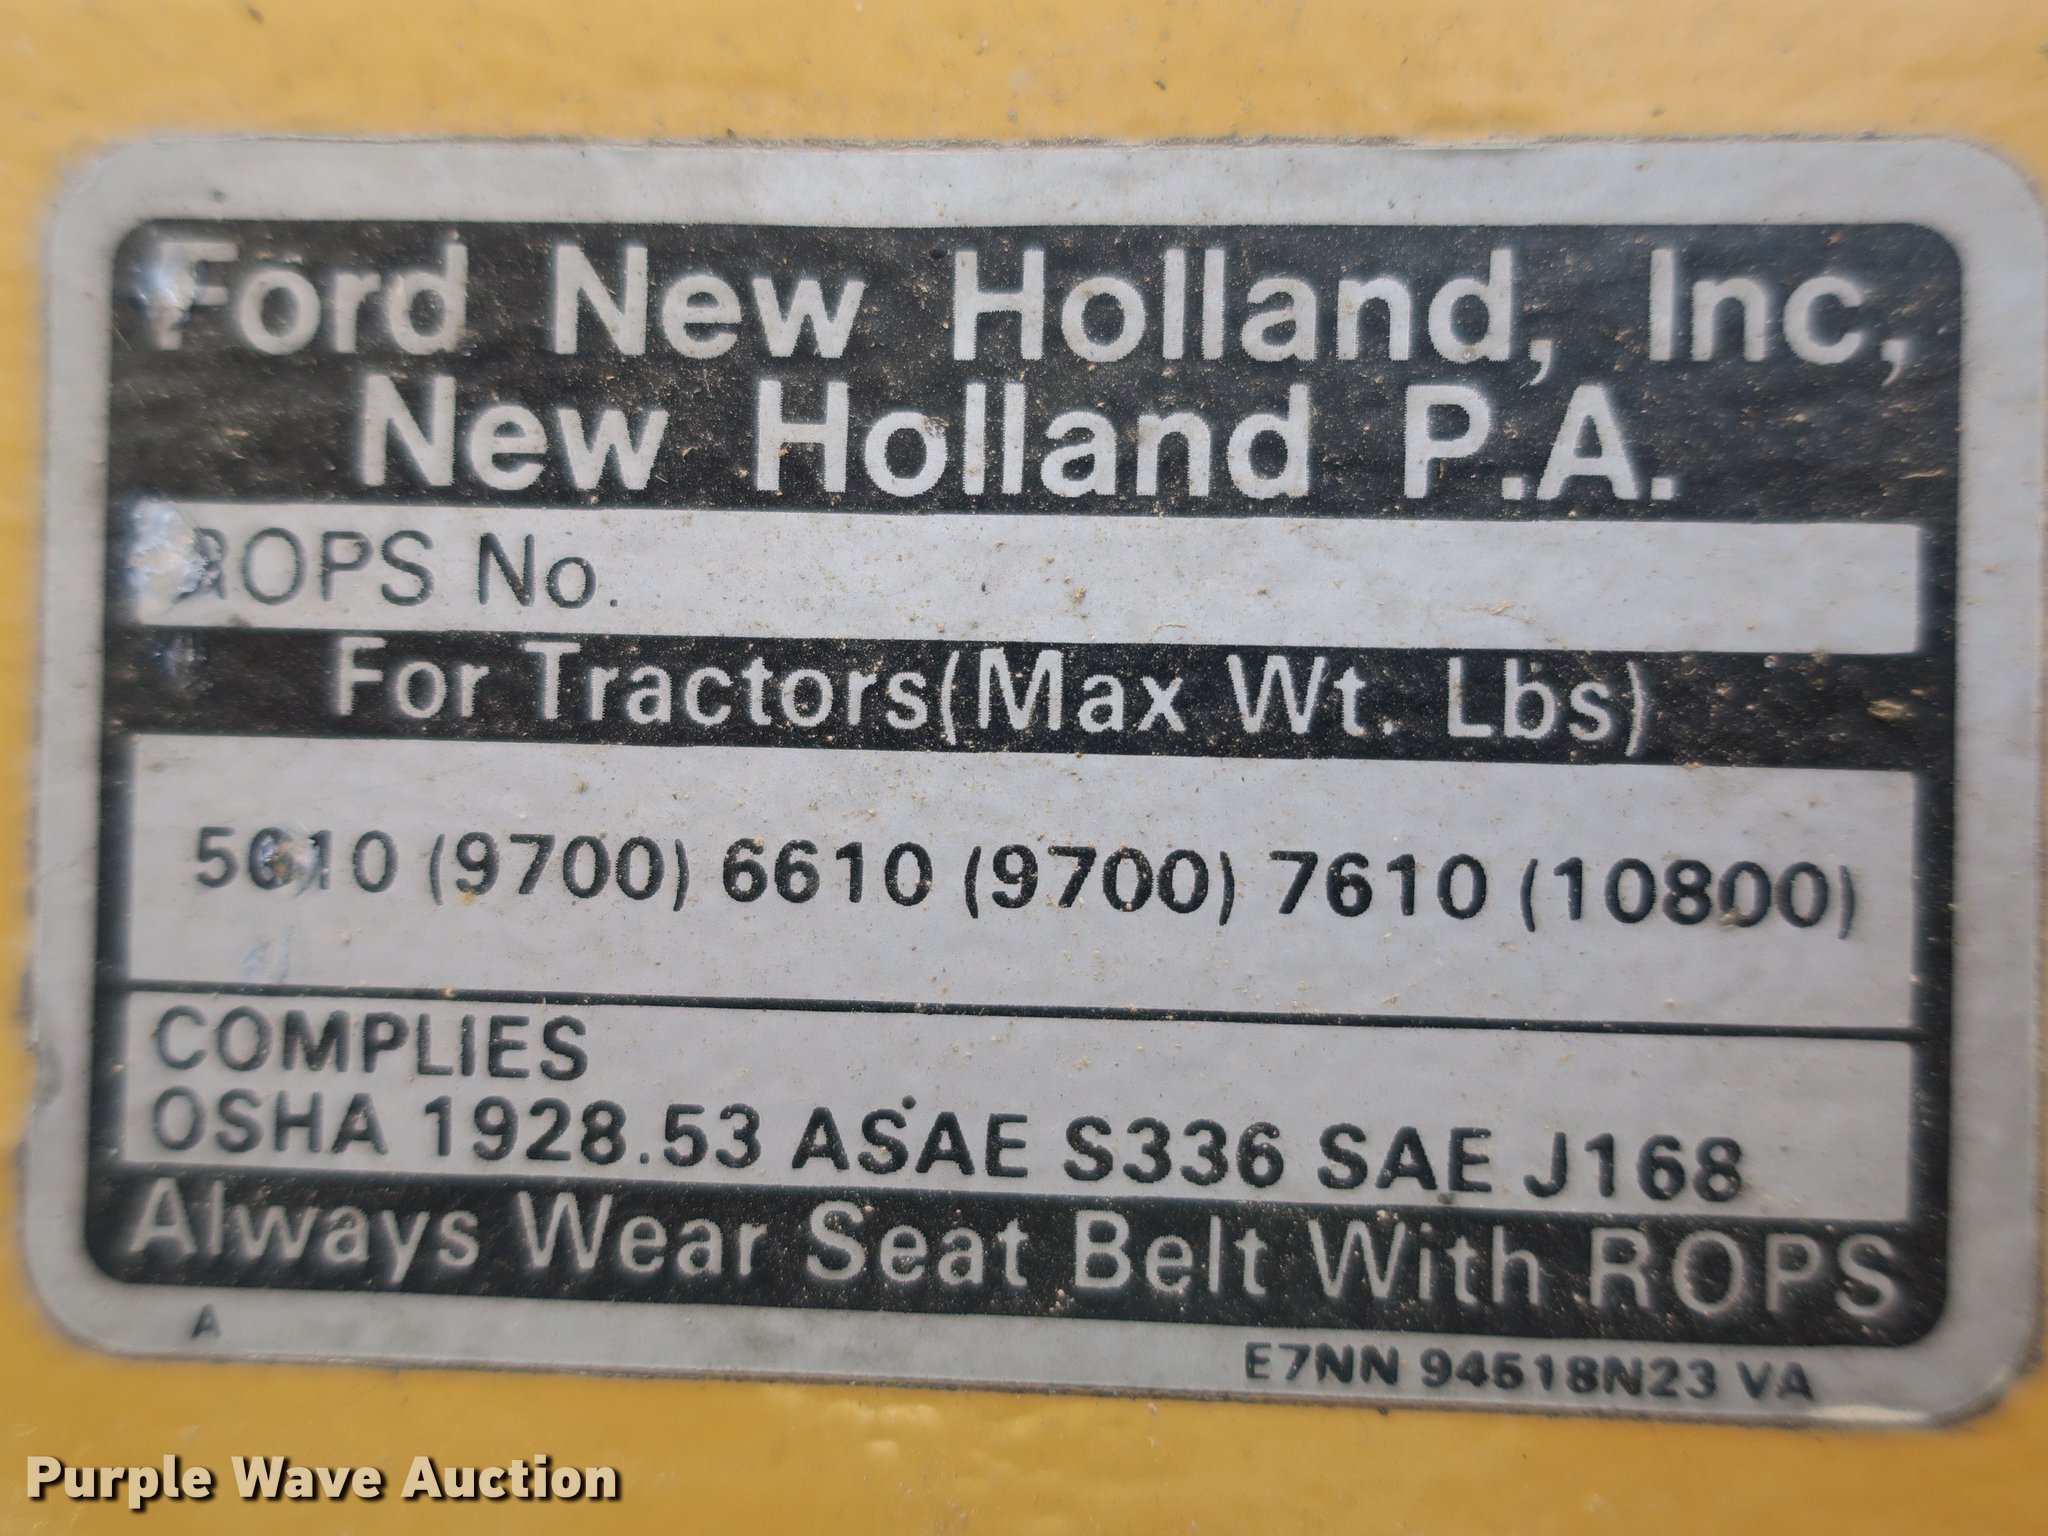 Ford New Holland, Inc,
New Holland P.A.
ROPS No.
For Tractors(Max Wt. Lbs)
5610 (9700) 6610 (9700) 7610 (10800)
COMPLIES
OSHA 1928.53 ASAE S336 SAE J168
Always Wear Seat Belt With ROPS
A
E7NN 94518N23 VA
Purple Wave Auction